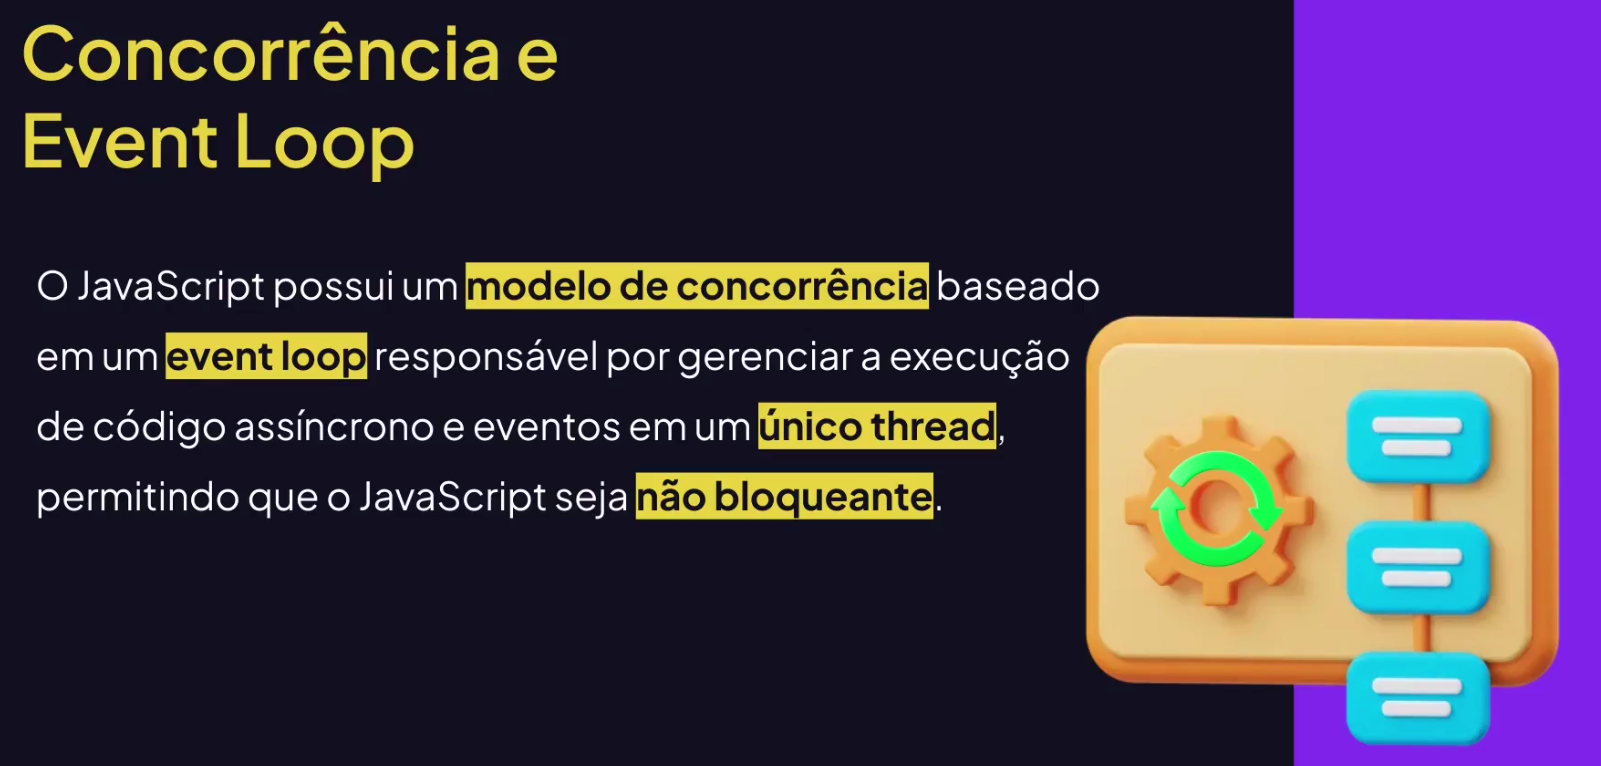 Concorrência e
Event Loop
O JavaScript possui um modelo de concorrência baseado
em um event loop responsável por gerenciar a execução
de código assíncrono e eventos em um único thread,
permitindo que o JavaScript seja não bloqueante.